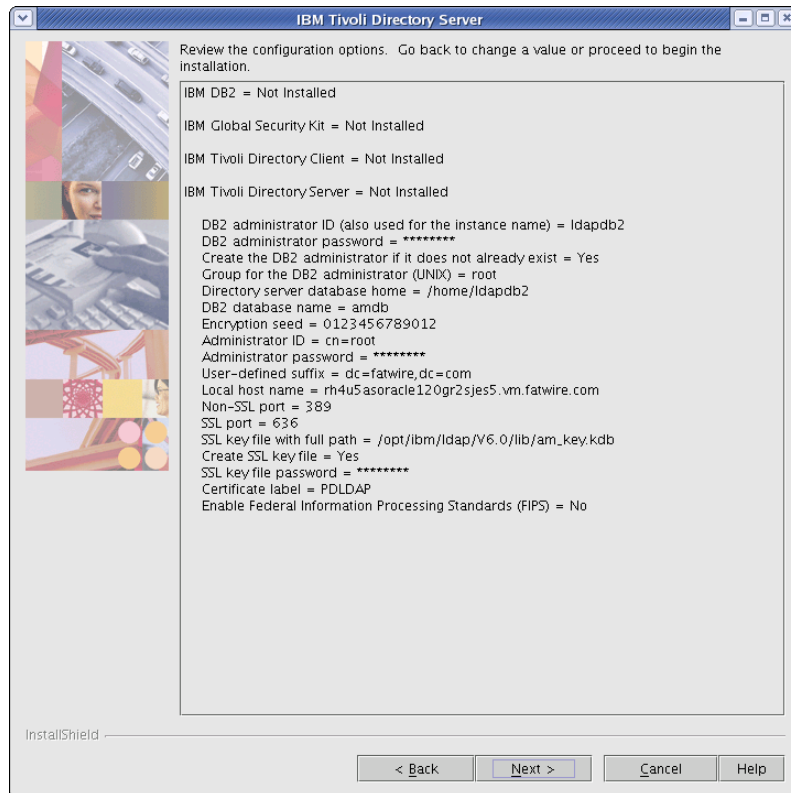 IBM Tivoli Directory Server
Review the configuration options. Go back to change a value or proceed to begin the
installation.
IBM DB2 = Not Installed
IBM Global Security Kit = Not Installed
IBM Tivoli Directory Client = Not Installed
IBM Tivoli Directory Server = Not Installed
DB2 administrator ID (also used for the instance name) = ldapdb2
DB2 administrator password = ********
Create the DB2 administrator if it does not already exist = Yes
Group for the DB2 administrator (UNIX) = root
Directory server database home = /home/ldapdb2
DB2 database name = amdb
Encryption seed = 0123456789012
Administrator ID = cn=root
Administrator password = ********
User-defined suffix = dc=fatwire,dc=com
Local host name = rh4u5asoracle120gr2sjes5.vm.fatwire.com
Non-SSL port = 389
SSL port = 636
SSL key file with full path = /opt/ibm/ldap/V6.0/lib/am_key.kdb
Create SSL key file = Yes
SSL key file password = ********
Certificate label = PDLDAP
Enable Federal Information Processing Standards (FIPS) = No
InstallShield
< Back
Next >
Cancel
Help